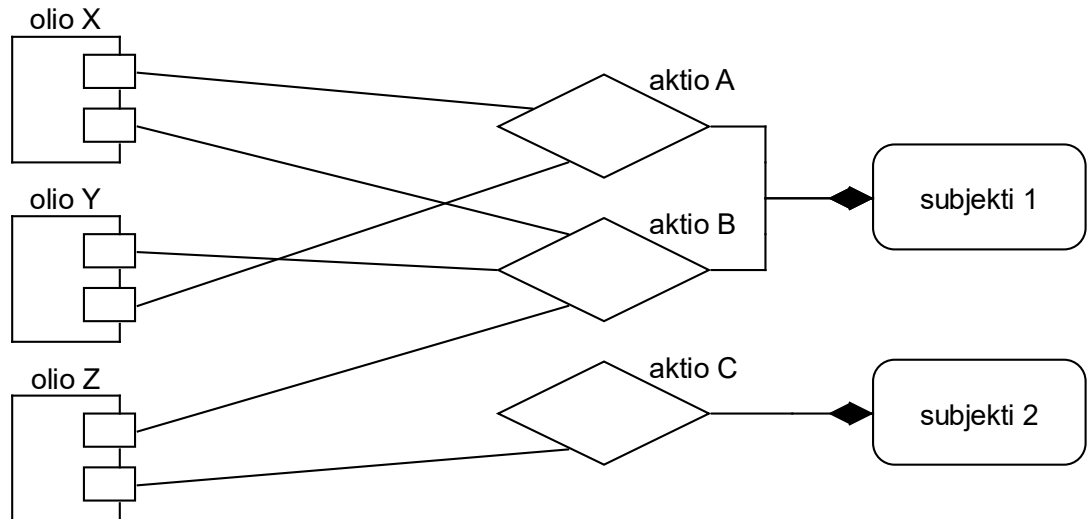 olio X
aktio A
olio Y
subjekti 1
aktio B
olio Z
aktio C
subjekti 2